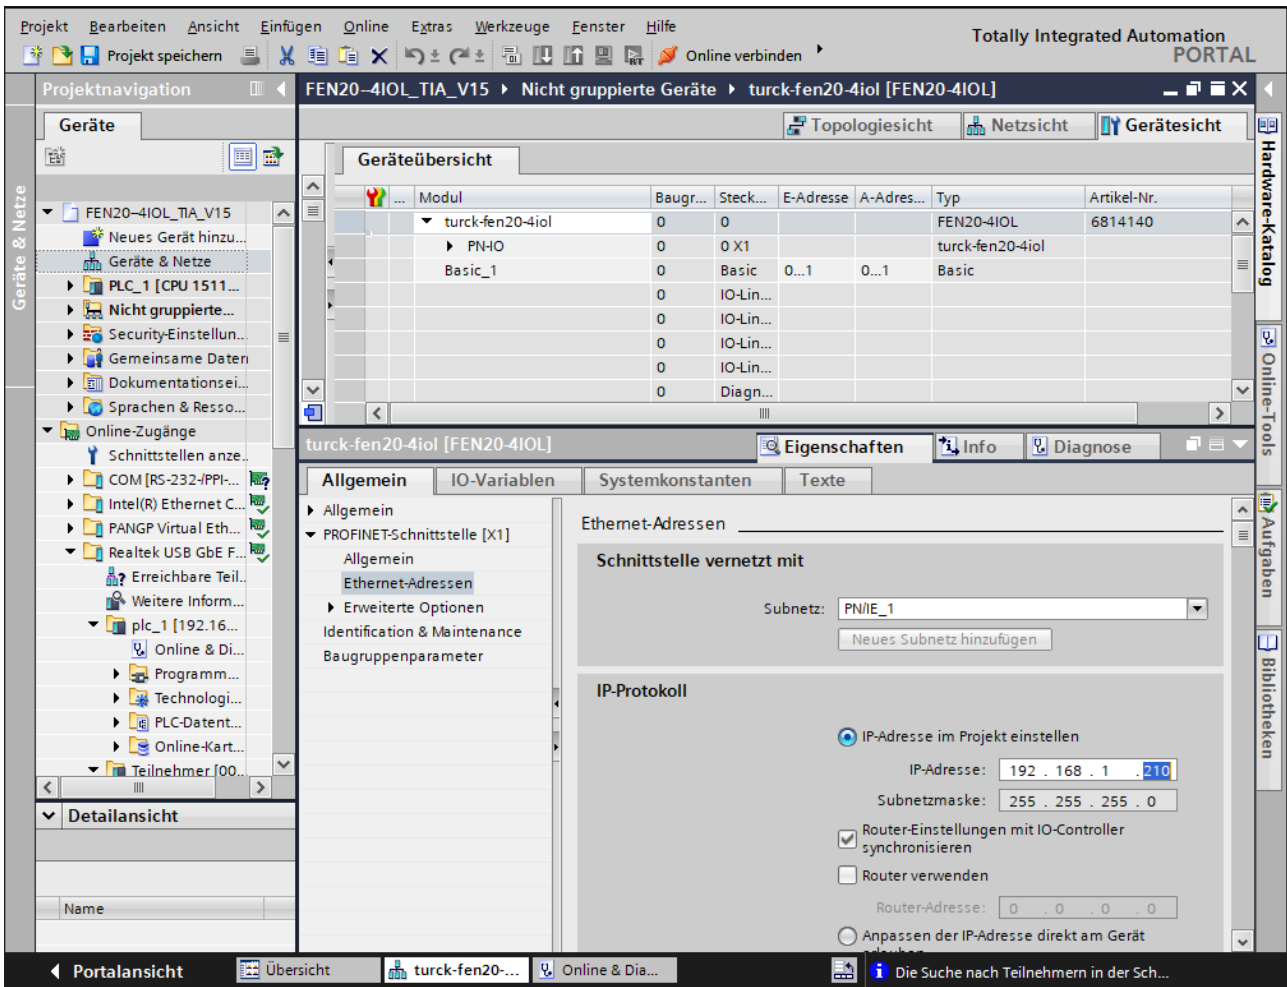 Projekt Bearbeiten Ansicht Einfügen Online Extras Werkzeuge Fenster Hilfe
Totally Integrated Automation
PORTAL
Projekt speichern
Online verbinden
Projektnavigation
FEN20--4IOL_TIA_V15 Nicht gruppierte Geräte turck-fen20-4iol [FEN20-4IOL]
Geräte
Topologiesicht Netzsicht Gerätesicht
Geräteübersicht
... Modul Baugr... Steck... E-Adresse A-Adres... Typ Artikel-Nr.
turck-fen20-4iol 0 0 FEN20-4IOL 6814140
PN-IO 0 0 X1 turck-fen20-4iol
Basic_1 0 Basic 0...1 0...1 Basic
0 IO-Lin...
0 IO-Lin...
0 IO-Lin...
0 IO-Lin...
0 Diagn...
FEN20--4IOL_TIA_V15
Neues Gerät hinzu...
Geräte & Netze
PLC_1 [CPU 1511...
Nicht gruppierte...
Security-Einstellun...
Gemeinsame Daten
Dokumentationsei...
Sprachen & Resso...
Online-Zugänge
Schnittstellen anze..
COM [RS-232-/PPI-...
Intel(R) Ethernet C...
PANGP Virtual Eth...
Realtek USB GbE F...
Erreichbare Teil..
Weitere Inform...
plc_1 [192.16...
Online & Di...
Programm...
Technologi...
PLC-Datent...
Online-Kart...
Teilnehmer [00..
Detailansicht
Name
Geräte & Netze
turck-fen20-4iol [FEN20-4IOL]
Eigenschaften Info Diagnose
Allgemein IO-Variablen Systemkonstanten Texte
Allgemein
PROFINET-Schnittstelle [X1]
Allgemein
Ethernet-Adressen
Erweiterte Optionen
Identification & Maintenance
Baugruppenparameter
Ethernet-Adressen
Schnittstelle vernetzt mit
Subnetz: PN/IE_1
Neues Subnetz hinzufügen
IP-Protokoll
IP-Adresse im Projekt einstellen
IP-Adresse: 192 . 168 . 1 . 210
Subnetzmaske: 255 . 255 . 255 . 0
Router-Einstellungen mit IO-Controller
synchronisieren
Router verwenden
Router-Adresse: 0 . 0 . 0 . 0
Anpassen der IP-Adresse direkt am Gerät
Hardware-Katalog
Online-Tools
Aufgaben
Bibliotheken
Portalansicht Übersicht turck-fen20-... Online & Dia... Die Suche nach Teilnehmern in der Sch...